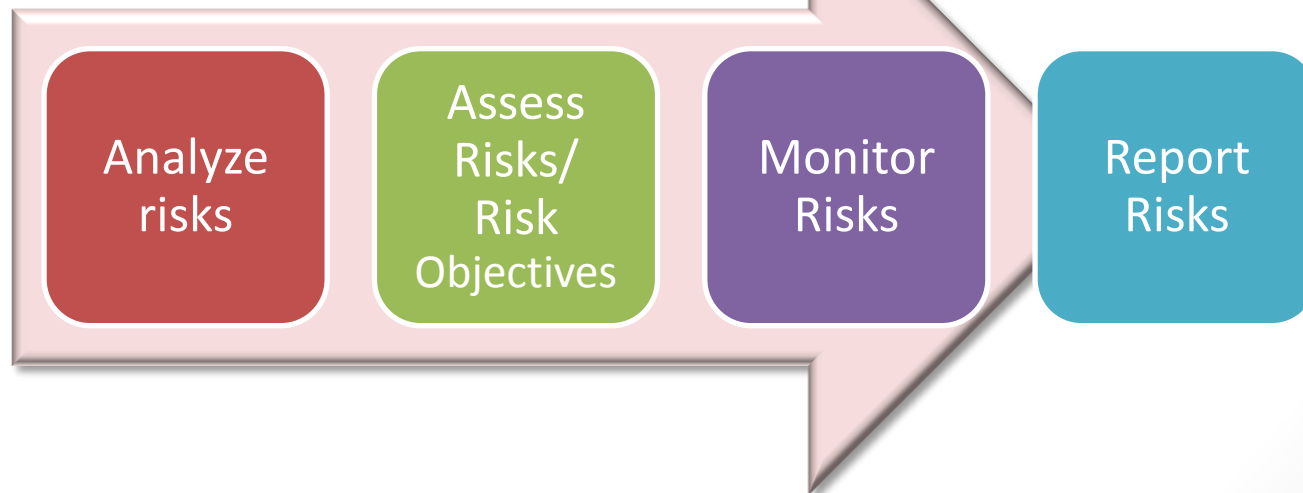 Analyze
risks
Assess
Risks/
Risk
Objectives
Monitor
Risks
Report
Risks